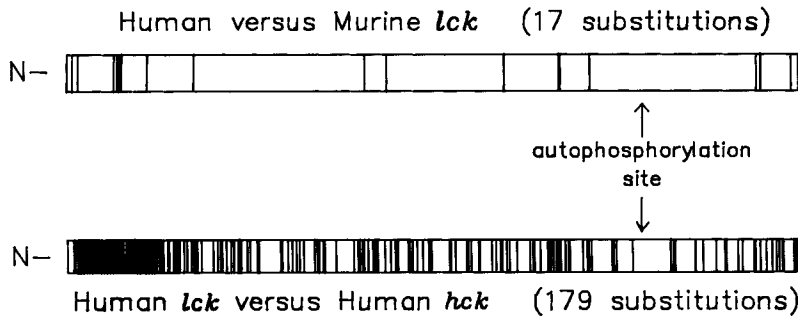 Human versus Murine lck (17 substitutions)
N–
autophosphorylation
site
N–
Human lck versus Human hck (179 substitutions)